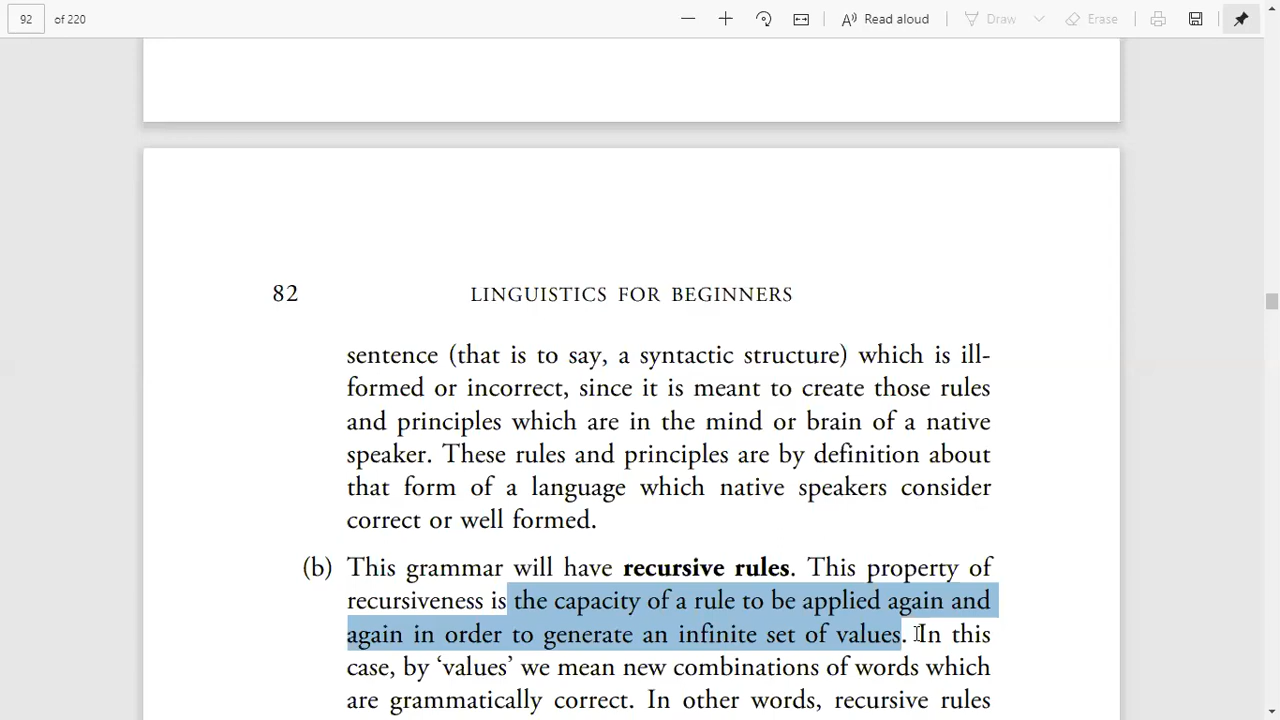 92 of 220 Read aloud Draw Erase
82 LINGUISTICS FOR BEGINNERS
sentence (that is to say, a syntactic structure) which is ill-
formed or incorrect, since it is meant to create those rules
and principles which are in the mind or brain of a native
speaker. These rules and principles are by definition about
that form of a language which native speakers consider
correct or well formed.
(b) This grammar will have recursive rules. This property of
recursiveness is the capacity of a rule to be applied again and
again in order to generate an infinite set of values. In this
case, by ‘values’ we mean new combinations of words which
are grammatically correct. In other words, recursive rules